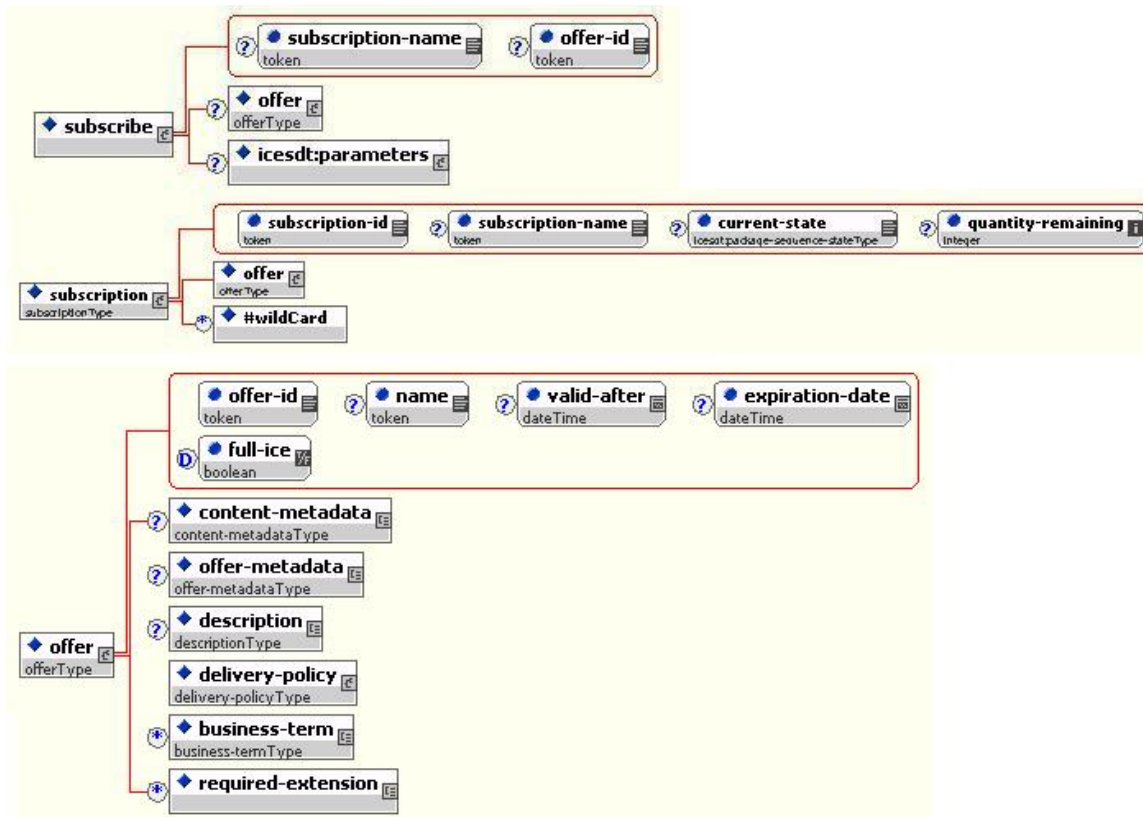 ? subscription-name ? offer-id
token token
? offer
offerType
subscribe
? icesdt:parameters
subscription-id ? subscription-name ? current-state ? quantity-remaining
token token icesdt:package-sequence-stateType integer
offer
offerType
subscription
subscriptionType
* #wildCard
offer-id ? name ? valid-after ? expiration-date
token token dateTime dateTime
D full-ice T/F
boolean
? content-metadata
content-metadataType
? offer-metadata
offer-metadataType
? description
descriptionType
offer
offerType
delivery-policy
delivery-policyType
* business-term
business-termType
* required-extension